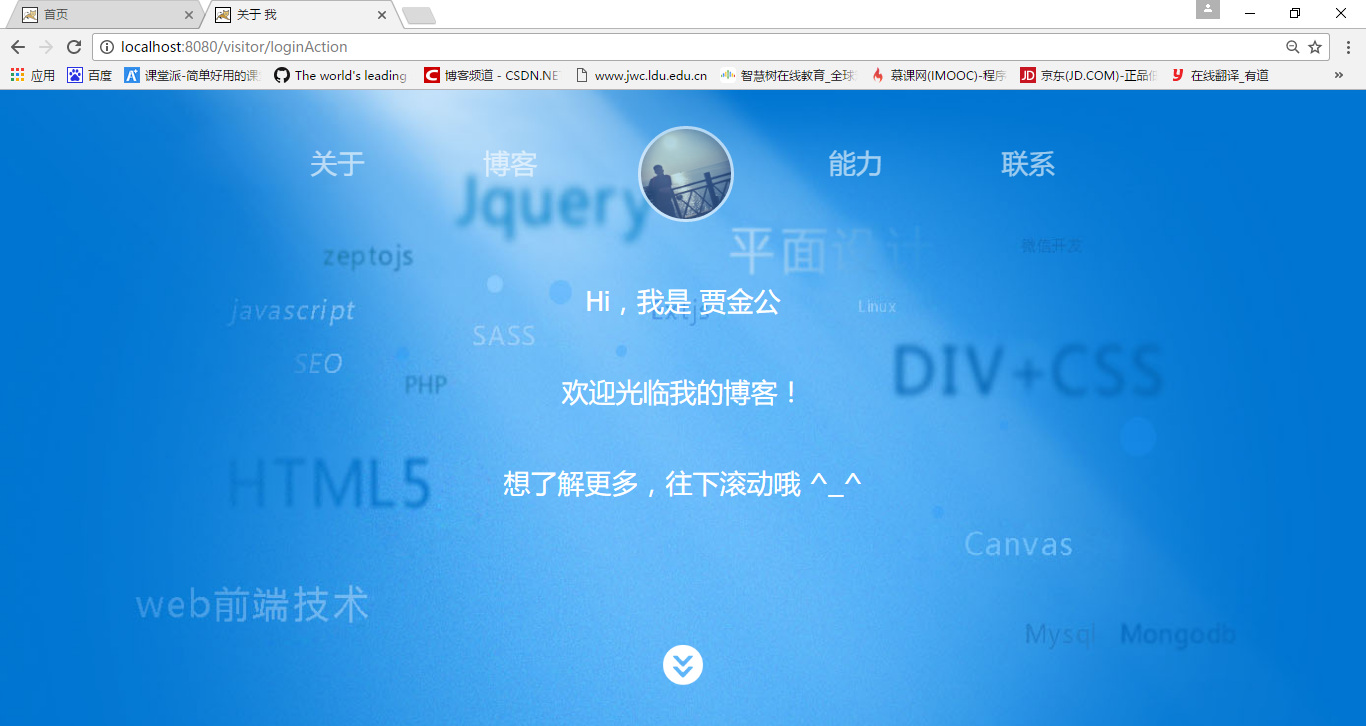 首页
关于 我
localhost:8080/visitor/loginAction
应用 百度 课堂派-简单好用的课 The world's leading 博客频道 - CSDN.NE www.jwc.ldu.edu.cn 智慧树在线教育_全球 慕课网(IMOOC)-程序 京东(JD.COM)-正品低 在线翻译_有道
关于 博客 能力 联系
Jquery
平面设计
微信开发
zeptojs
Hi，我是 贾金公
Extjs
javascript
Linux
SASS
SEO
DIV+CSS
PHP
欢迎光临我的博客！
HTML5
想了解更多，往下滚动哦 ^_^
Canvas
web前端技术
Mysql Mongodb